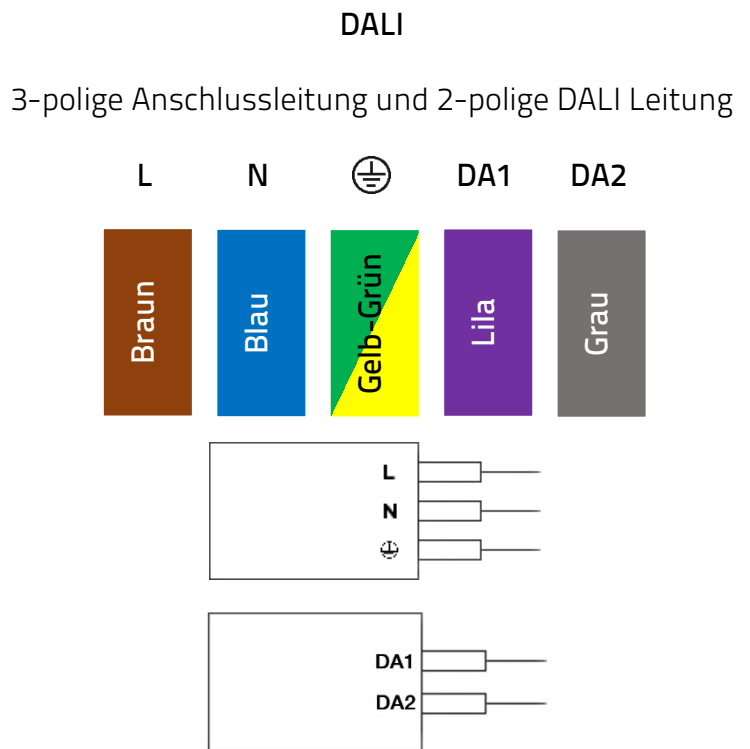 DALI
3-polige Anschlussleitung und 2-polige DALI Leitung
L N DA1 DA2
Braun
Blau
Gelb-Grün
Lila
Grau
L
N
DA1
DA2